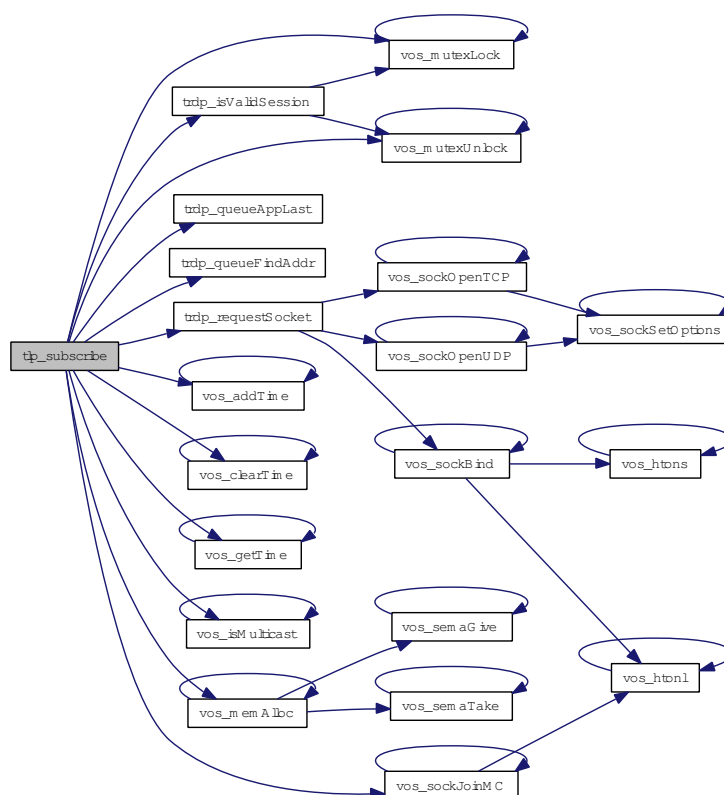 vos_mutexLock
trdp_isValidSession
vos_mutexUnlock
trdp_queueAppLast
trdp_queueFindAddr
vos_sockOpenTCP
trdp_requestSocket
vos_sockSetOptions
tlp_subscribe
vos_sockOpenUDP
vos_addTime
vos_sockBind
vos_htons
vos_clearTime
vos_getTime
vos_semaGive
vos_isMulticast
vos_htonl
vos_memAlloc
vos_semaTake
vos_sockJoinMC